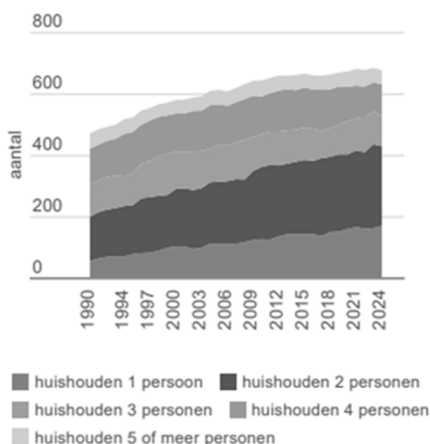 800
600
400
200
0
aantal
1990
1994
1997
2000
2003
2006
2009
2012
2015
2018
2021
2024
huishouden 1 persoon
huishouden 2 personen
huishouden 3 personen
huishouden 4 personen
huishouden 5 of meer personen